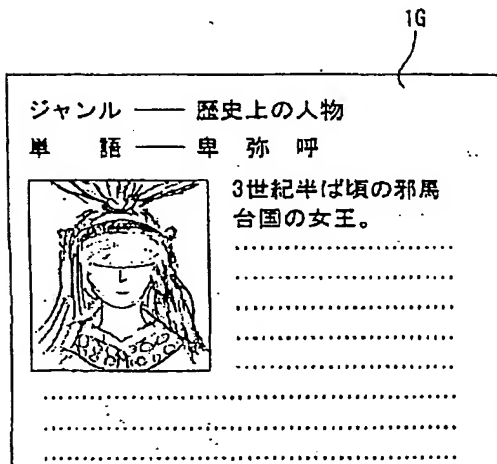 1G
ジャンル ── 歴史上の人物
単 語 ── 卑 弥 呼
3世紀半ば頃の邪馬
台国の女王。